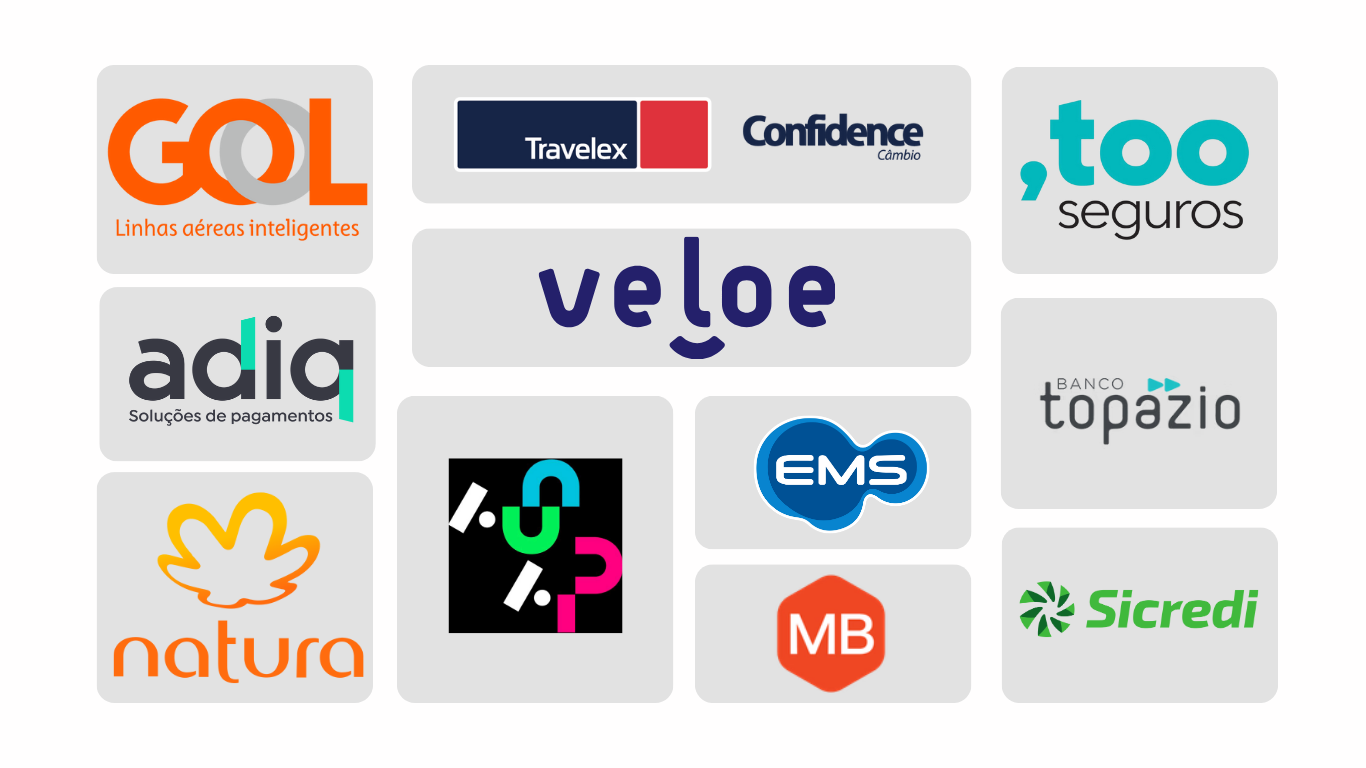 GOL
Linhas aéreas inteligentes
Travelex
Confidence
Câmbio
,too
seguros
adiq
Soluções de pagamentos
veloe
BANCO
topázio
natura
EMS
MB
Sicredi